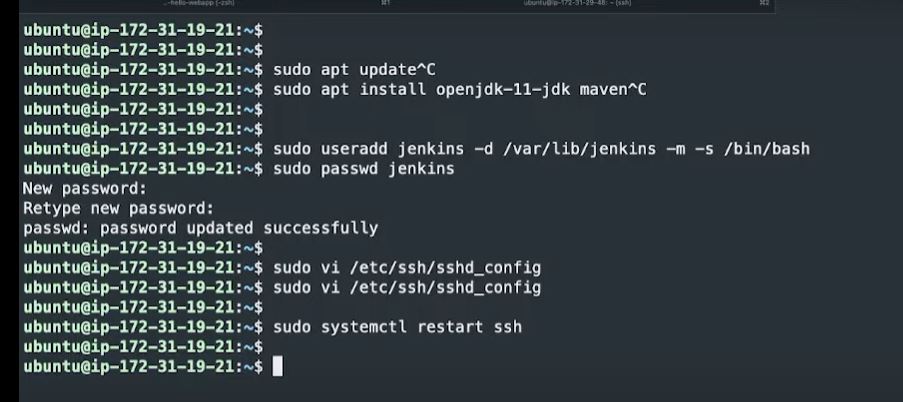 ..-hello-webapp (-zsh) ⌘1 ubuntu@ip-172-31-29-48: ~ (ssh) ⌘2
ubuntu@ip-172-31-19-21:~$
ubuntu@ip-172-31-19-21:~$
ubuntu@ip-172-31-19-21:~$ sudo apt update^C
ubuntu@ip-172-31-19-21:~$ sudo apt install openjdk-11-jdk maven^C
ubuntu@ip-172-31-19-21:~$
ubuntu@ip-172-31-19-21:~$
ubuntu@ip-172-31-19-21:~$ sudo useradd jenkins -d /var/lib/jenkins -m -s /bin/bash
ubuntu@ip-172-31-19-21:~$ sudo passwd jenkins
New password:
Retype new password:
passwd: password updated successfully
ubuntu@ip-172-31-19-21:~$
ubuntu@ip-172-31-19-21:~$ sudo vi /etc/ssh/sshd_config
ubuntu@ip-172-31-19-21:~$ sudo vi /etc/ssh/sshd_config
ubuntu@ip-172-31-19-21:~$
ubuntu@ip-172-31-19-21:~$ sudo systemctl restart ssh
ubuntu@ip-172-31-19-21:~$
ubuntu@ip-172-31-19-21:~$